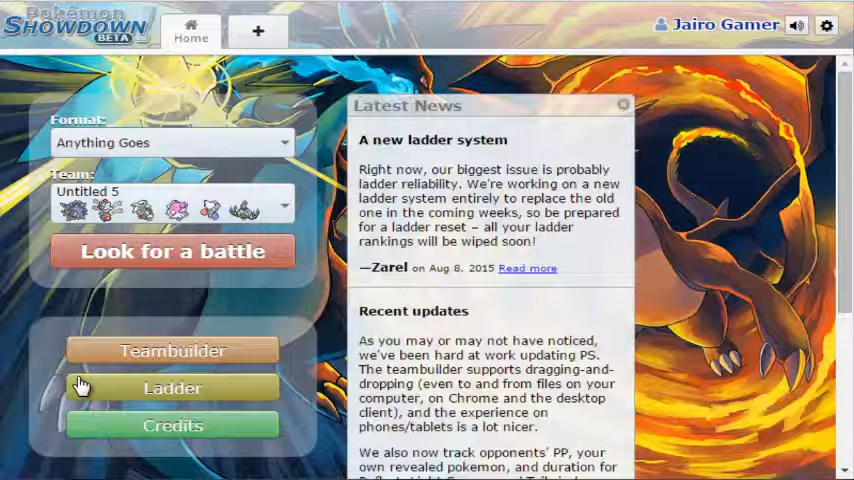 Pokémon
SHOWDOWN
BETA
Home
+
Jairo Gamer
Format:
Anything Goes
Team:
Untitled 5
Look for a battle
Teambuilder
Ladder
Credits
Latest News
A new ladder system
Right now, our biggest issue is probably
ladder reliability. We're working on a new
ladder system entirely to replace the old
one in the coming weeks, so be prepared
for a ladder reset – all your ladder
rankings will be wiped soon!
—Zarel on Aug 8, 2015 Read more
Recent updates
As you may or may not have noticed,
we've been hard at work updating PS.
The teambuilder supports dragging-and-
dropping (even to and from files on your
computer, on Chrome and the desktop
client), and the experience on
phones/tablets is a lot nicer.
We also now track opponents' PP, your
own revealed pokemon, and duration for